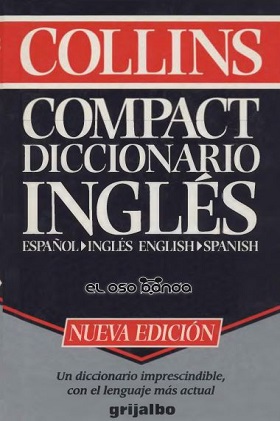 COLLINS
COMPACT
DICCIONARIO
INGLÉS
ESPAÑOL▸INGLÉS ENGLISH▸SPANISH
EL OSO PANDA
NUEVA EDICIÓN
Un diccionario imprescindible,
con el lenguaje más actual
grijalbo